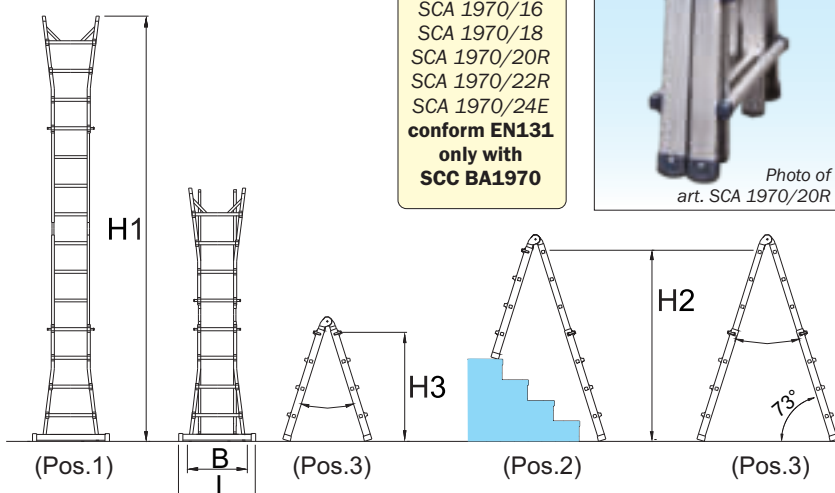 SCA 1970/16
SCA 1970/18
SCA 1970/20R
SCA 1970/22R
SCA 1970/24E
conform EN131
only with
SCC BA1970
Photo of
art. SCA 1970/20R
H1
H2
H3
73°
(Pos.1)
B
(Pos.3)
(Pos.2)
(Pos.3)